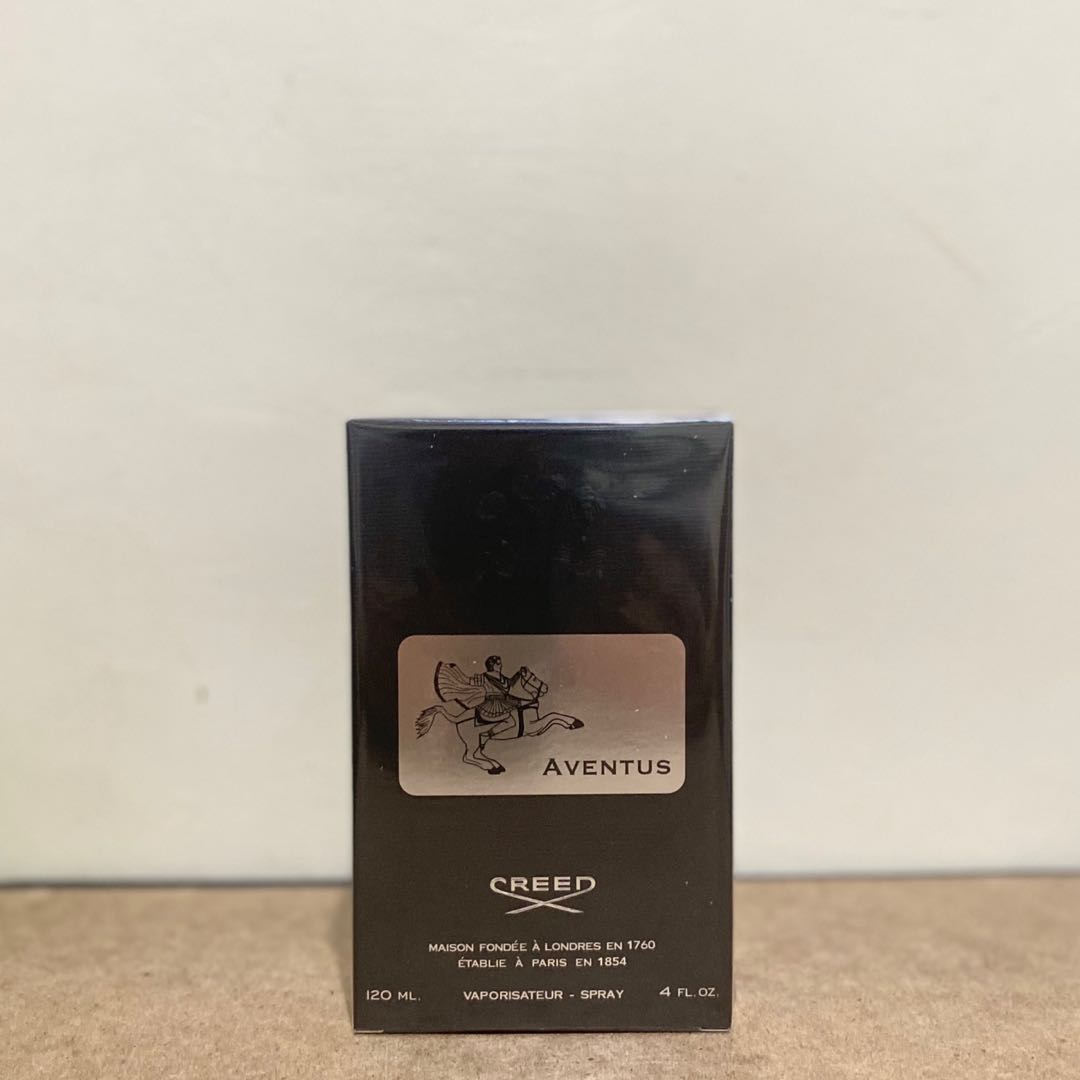 AVENTUS
CREED
MAISON FONDÉE À LONDRES EN 1760
ÉTABLIE À PARIS EN 1854
120 ML. VAPORISATEUR - SPRAY 4 FL. OZ.